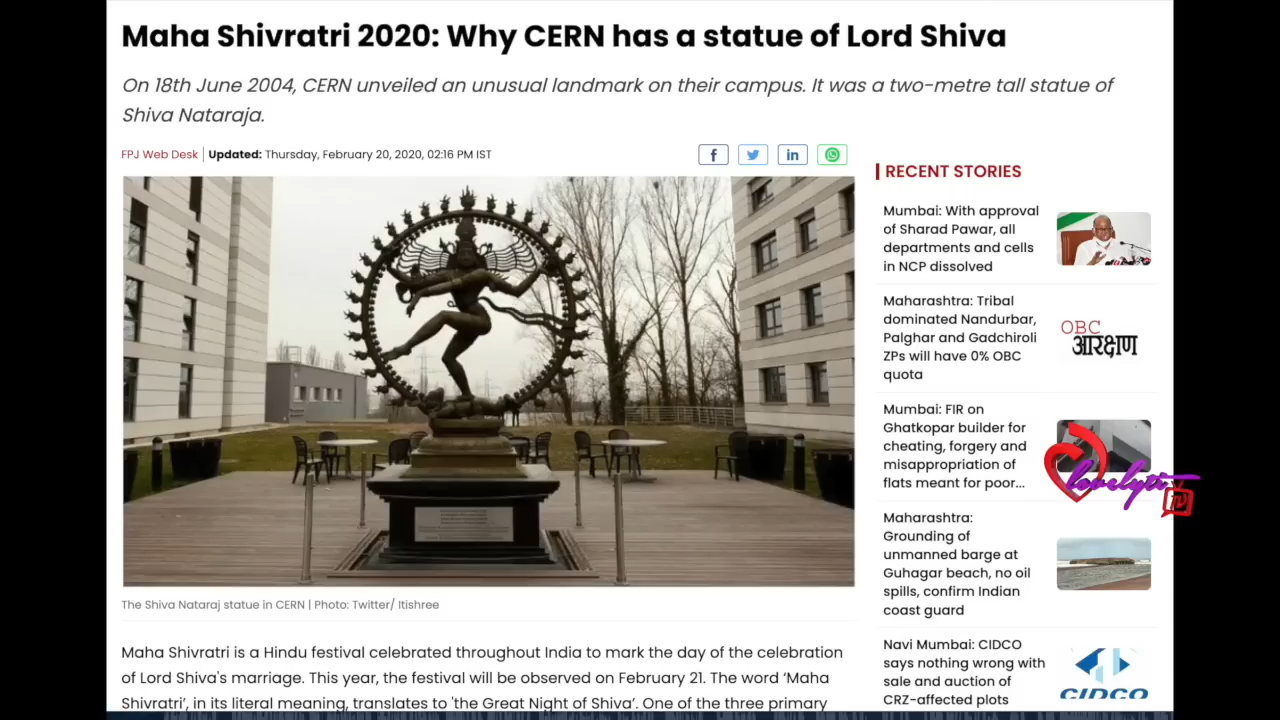 Maha Shivratri 2020: Why CERN has a statue of Lord Shiva
On 18th June 2004, CERN unveiled an unusual landmark on their campus. It was a two-metre tall statue of
Shiva Nataraja.
FPJ Web Desk | Updated: Thursday, February 20, 2020, 02:16 PM IST
f
in
The Shiva Nataraj statue in CERN | Photo: Twitter/ Itishree
Maha Shivratri is a Hindu festival celebrated throughout India to mark the day of the celebration
of Lord Shiva's marriage. This year, the festival will be observed on February 21. The word ‘Maha
Shivratri’, in its literal meaning, translates to 'the Great Night of Shiva’. One of the three primary
RECENT STORIES
Mumbai: With approval
of Sharad Pawar, all
departments and cells
in NCP dissolved
Maharashtra: Tribal
dominated Nandurbar,
Palghar and Gadchiroli
ZPs will have 0% OBC
quota
OBC
आरक्षण
Mumbai: FIR on
Ghatkopar builder for
cheating, forgery and
misappropriation of
flats meant for poor...
lovelyti
TV
Maharashtra:
Grounding of
unmanned barge at
Guhagar beach, no oil
spills, confirm Indian
coast guard
Navi Mumbai: CIDCO
says nothing wrong with
sale and auction of
CRZ-affected plots
CIDCO